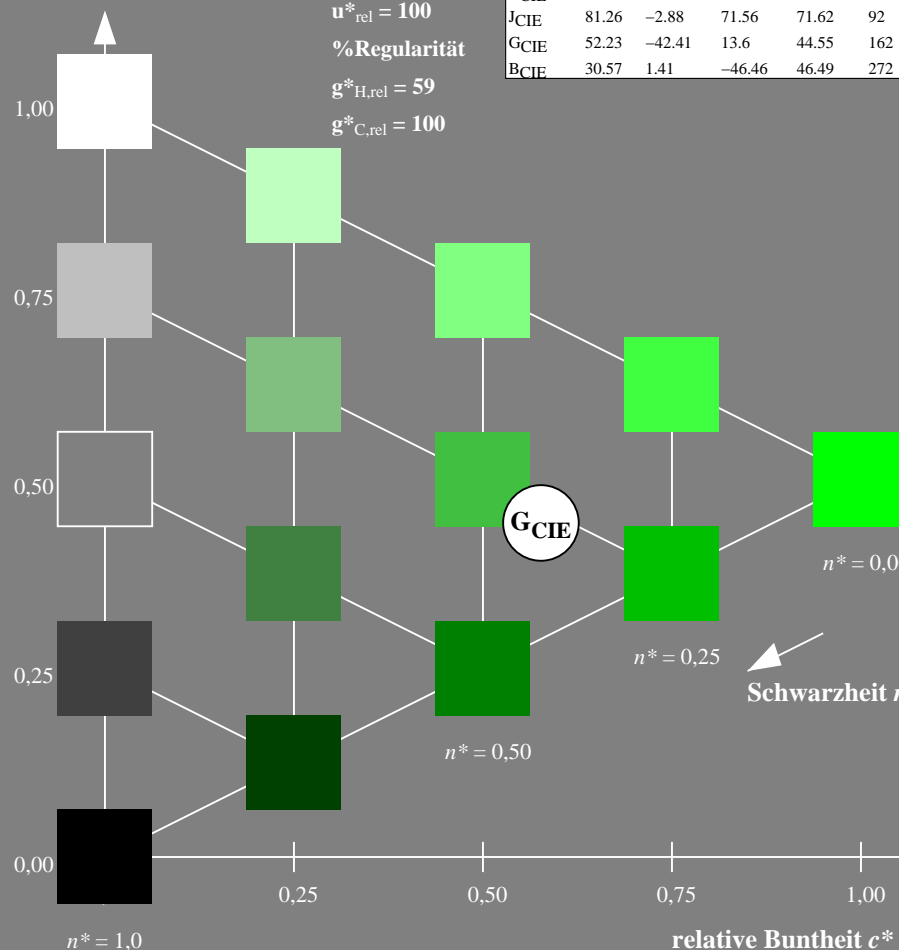 u*rel = 100
%Regularität
g*H,rel = 59
g*C,rel = 100
CIE
JCIE 81.26 −2.88 71.56 71.62 92
GCIE 52.23 −42.41 13.6 44.55 162
BCIE 30.57 1.41 −46.46 46.49 272
1,00
0,75
0,50
GCIE
n* = 0,0
n* = 0,25
0,25
Schwarzheit n
n* = 0,50
0,00
0,25 0,50 0,75 1,00
n* = 1,0
relative Buntheit c*